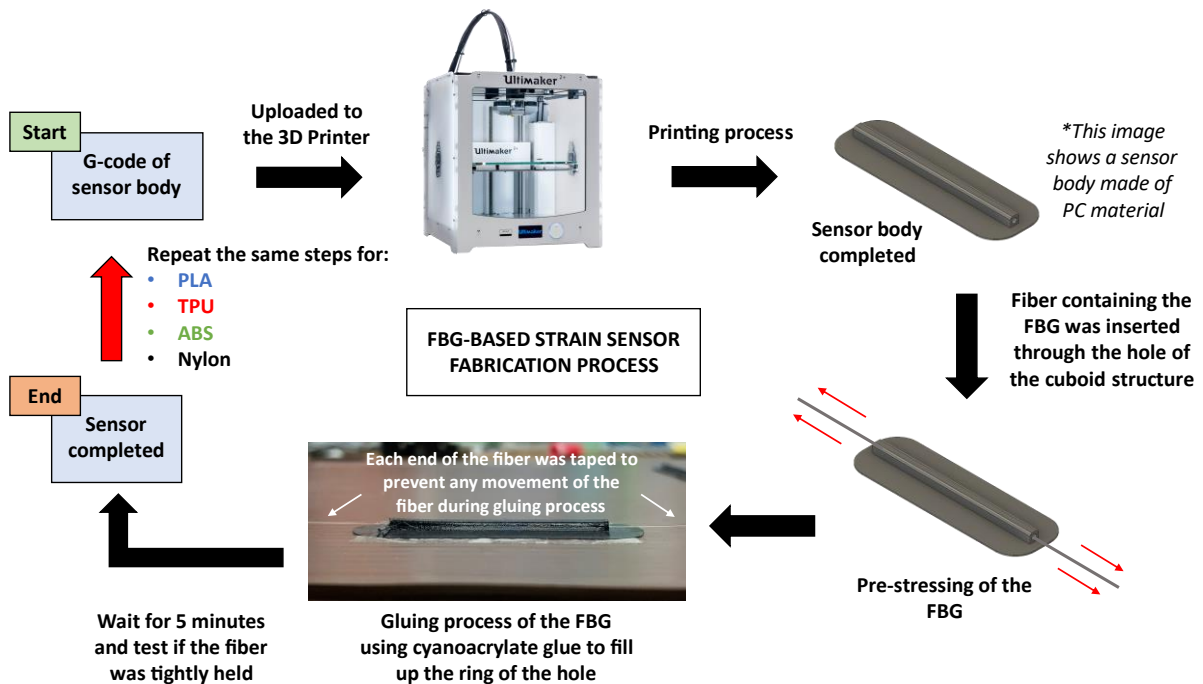 Start
G-code of
sensor body
Uploaded to
the 3D Printer
Ultimaker 2+
Ultimaker 2+
Ultimaker
Printing process
Sensor body
completed
*This image
shows a sensor
body made of
PC material
Fiber containing the
FBG was inserted
through the hole of
the cuboid structure
Pre-stressing of the
FBG
Each end of the fiber was taped to
prevent any movement of the
fiber during gluing process
Gluing process of the FBG
using cyanoacrylate glue to fill
up the ring of the hole
Wait for 5 minutes
and test if the fiber
was tightly held
End
Sensor
completed
Repeat the same steps for:
• PLA
• TPU
• ABS
• Nylon
FBG-BASED STRAIN SENSOR
FABRICATION PROCESS